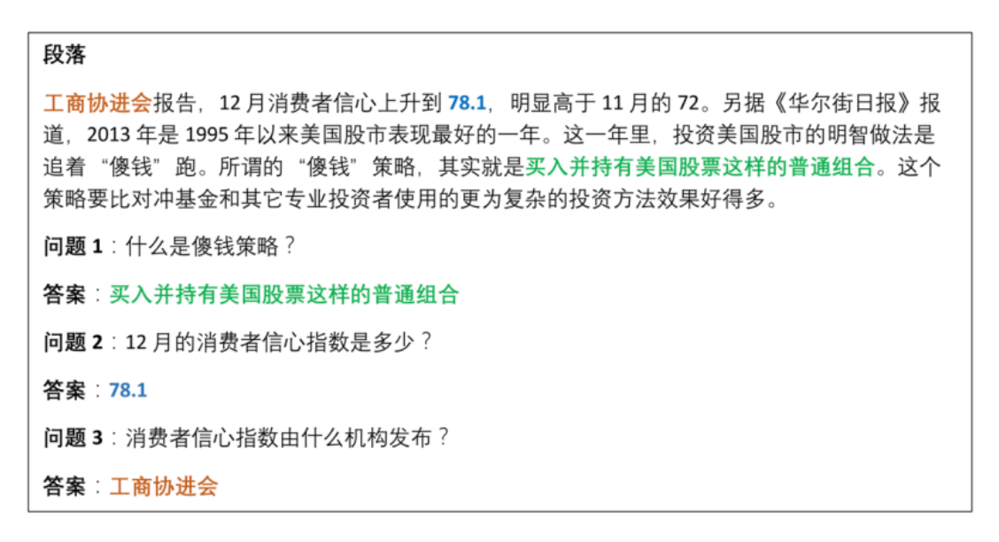 段落
工商协进会报告，12 月消费者信心上升到 78.1，明显高于 11 月的 72。另据《华尔街日报》报
道，2013 年是 1995 年以来美国股市表现最好的一年。这一年里，投资美国股市的明智做法是
追着“傻钱”跑。所谓的“傻钱”策略，其实就是买入并持有美国股票这样的普通组合。这个
策略要比对冲基金和其它专业投资者使用的更为复杂的投资方法效果好得多。
问题 1：什么是傻钱策略？
答案：买入并持有美国股票这样的普通组合
问题 2：12 月的消费者信心指数是多少？
答案：78.1
问题 3：消费者信心指数由什么机构发布？
答案：工商协进会